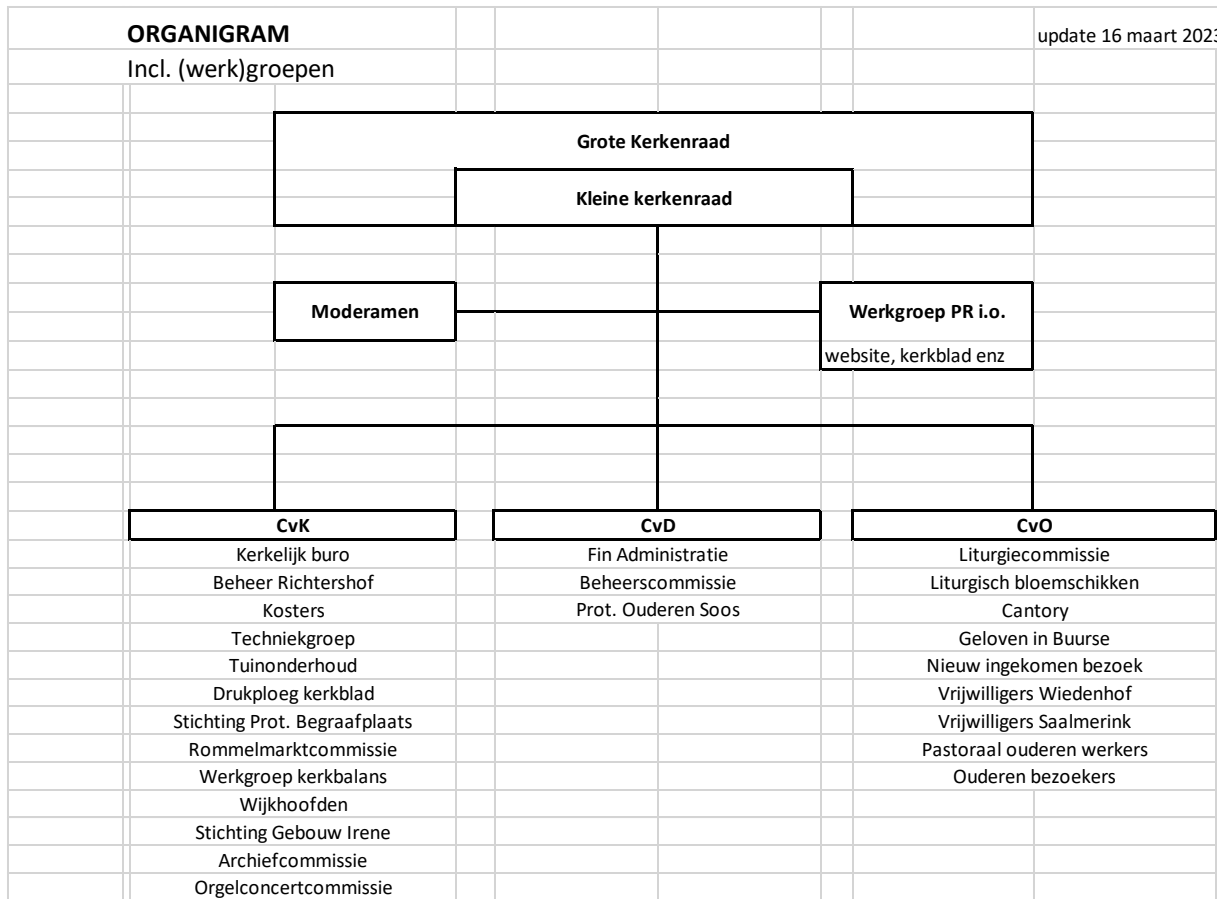 ORGANIGRAM
update 16 maart 2023
Incl. (werk)groepen
Grote Kerkenraad
Kleine kerkenraad
Moderamen
Werkgroep PR i.o.
website, kerkblad enz
CvK
Kerkelijk buro
Beheer Richtershof
Kosters
Techniekgroep
Tuinonderhoud
Drukploeg kerkblad
Stichting Prot. Begraafplaats
Rommelmarktcommissie
Werkgroep kerkbalans
Wijkhoofden
Stichting Gebouw Irene
Archiefcommissie
Orgelconcertcommissie
CvD
Fin Administratie
Beheerscommissie
Prot. Ouderen Soos
CvO
Liturgiecommissie
Liturgisch bloemschikken
Cantory
Geloven in Buurse
Nieuw ingekomen bezoek
Vrijwilligers Wiedenhof
Vrijwilligers Saalmerink
Pastoraal ouderen werkers
Ouderen bezoekers